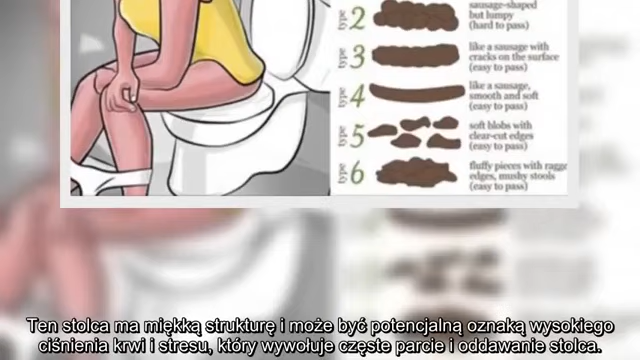 type 2 sausage-shaped
but lumpy
(hard to pass)
type 3 like a sausage with
cracks on the surface
(easy to pass)
type 4 like a sausage,
smooth and soft
(easy to pass)
type 5 soft blobs with
clear-cut edges
(easy to pass)
type 6 fluffy pieces with ragge
edges, mushy stools
(easy to pass)
Ten stolca ma miękką strukturę i może być potencjalną oznaką wysokiego
ciśnienia krwi i stresu, który wywołuje częste parcie i oddawanie stolca.